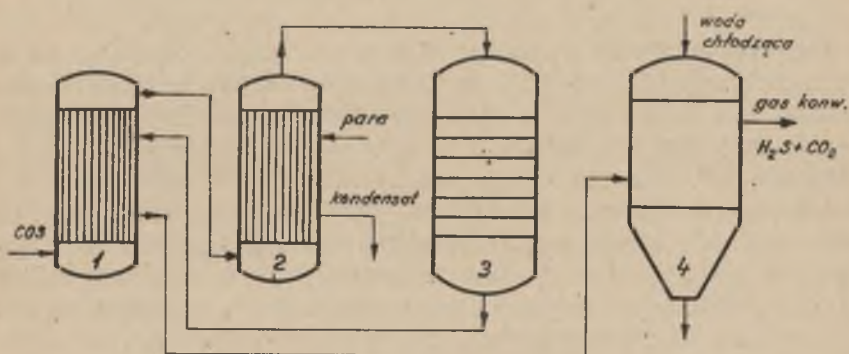 woda
chłodząca
gas konw.
H₂S+CO₂
para
kondensat
COS
1
2
3
4